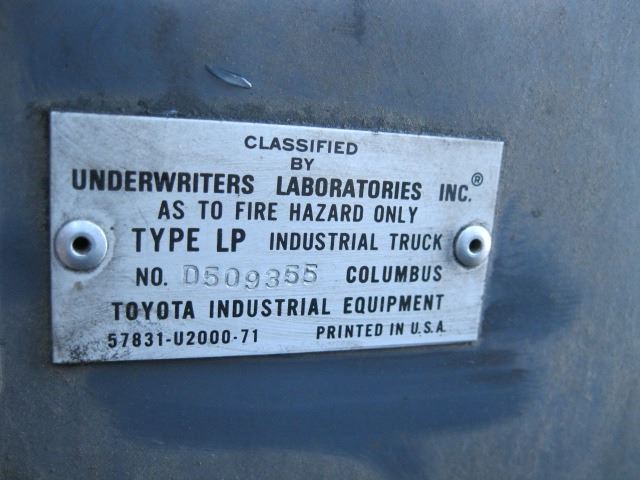 CLASSIFIED
BY
UNDERWRITERS LABORATORIES INC.®
AS TO FIRE HAZARD ONLY
TYPE LP INDUSTRIAL TRUCK
NO. D509355 COLUMBUS
TOYOTA INDUSTRIAL EQUIPMENT
57831-U2000-71 PRINTED IN U.S.A.